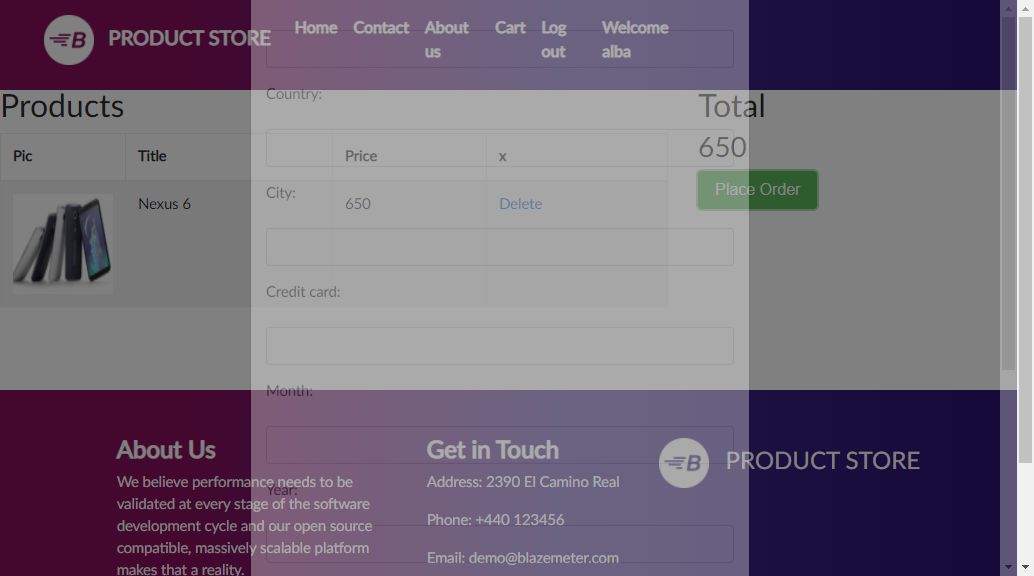 B PRODUCT STORE
Home Contact About us Cart Log out Welcome alba
Country:
Products
Total
Pic Title Price x
650
City:
Nexus 6 650 Delete
Place Order
Credit card:
Month:
About Us
Get in Touch
B PRODUCT STORE
We believe performance needs to be
validated at every stage of the software
development cycle and our open source
compatible, massively scalable platform
makes that a reality.
Address: 2390 El Camino Real
Year:
Phone: +440 123456
Email: demo@blazemeter.com